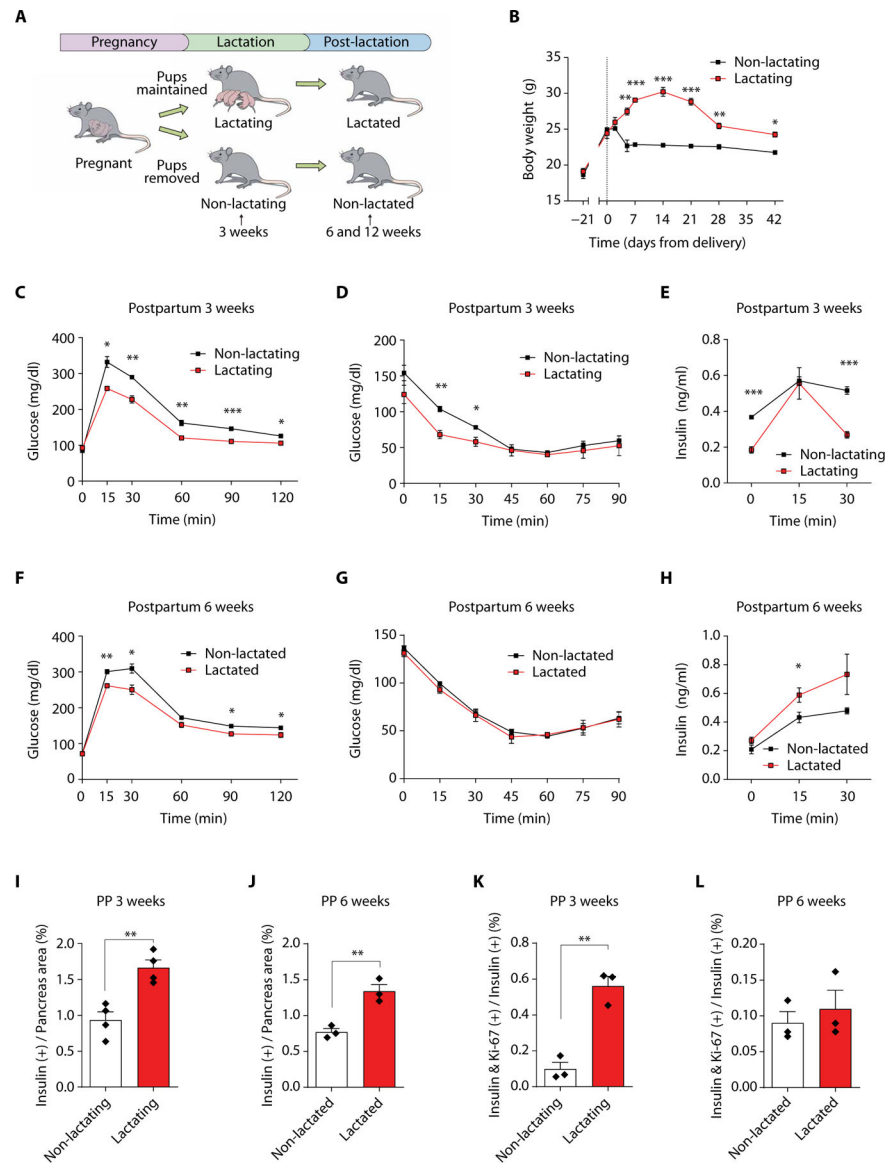 A
Pregnancy
Lactation
Post-lactation
Pups
maintained
Lactating
Lactated
Pregnant
Pups
removed
Non-lactating
Non-lactated
↑
↑
3 weeks
6 and 12 weeks
B
Non-lactating
Lactating
Body weight (g)
35
30
25
20
15
** *** *** *** ** *
−21 0 7 14 21 28 35 42
Time (days from delivery)
C
Postpartum 3 weeks
Glucose (mg/dl)
400
300
200
100
0
Non-lactating
Lactating
* ** ** *** *
0 15 30 60 90 120
Time (min)
D
Postpartum 3 weeks
Glucose (mg/dl)
200
150
100
50
0
Non-lactating
Lactating
** *
0 15 30 45 60 75 90
Time (min)
E
Postpartum 3 weeks
Insulin (ng/ml)
0.8
0.6
0.4
0.2
0.0
*** ***
Non-lactating
Lactating
0 15 30
Time (min)
F
Postpartum 6 weeks
Glucose (mg/dl)
400
300
200
100
0
Non-lactated
Lactated
** * * *
0 15 30 60 90 120
Time (min)
G
Postpartum 6 weeks
Glucose (mg/dl)
150
100
50
0
Non-lactated
Lactated
0 15 30 45 60 75 90
Time (min)
H
Postpartum 6 weeks
Insulin (ng/ml)
1.0
0.8
0.6
0.4
0.2
0.0
*
Non-lactated
Lactated
0 15 30
Time (min)
I
PP 3 weeks
Insulin (+) / Pancreas area (%)
2.0
1.5
1.0
0.5
0.0
**
Non-lactating
Lactating
J
PP 6 weeks
Insulin (+) / Pancreas area (%)
2.0
1.5
1.0
0.5
0.0
**
Non-lactated
Lactated
K
PP 3 weeks
Insulin & Ki-67 (+) / Insulin (+) (%)
0.8
0.6
0.4
0.2
0.0
**
Non-lactating
Lactating
L
PP 6 weeks
Insulin & Ki-67 (+) / Insulin (+) (%)
0.20
0.15
0.10
0.05
0.00
Non-lactated
Lactated